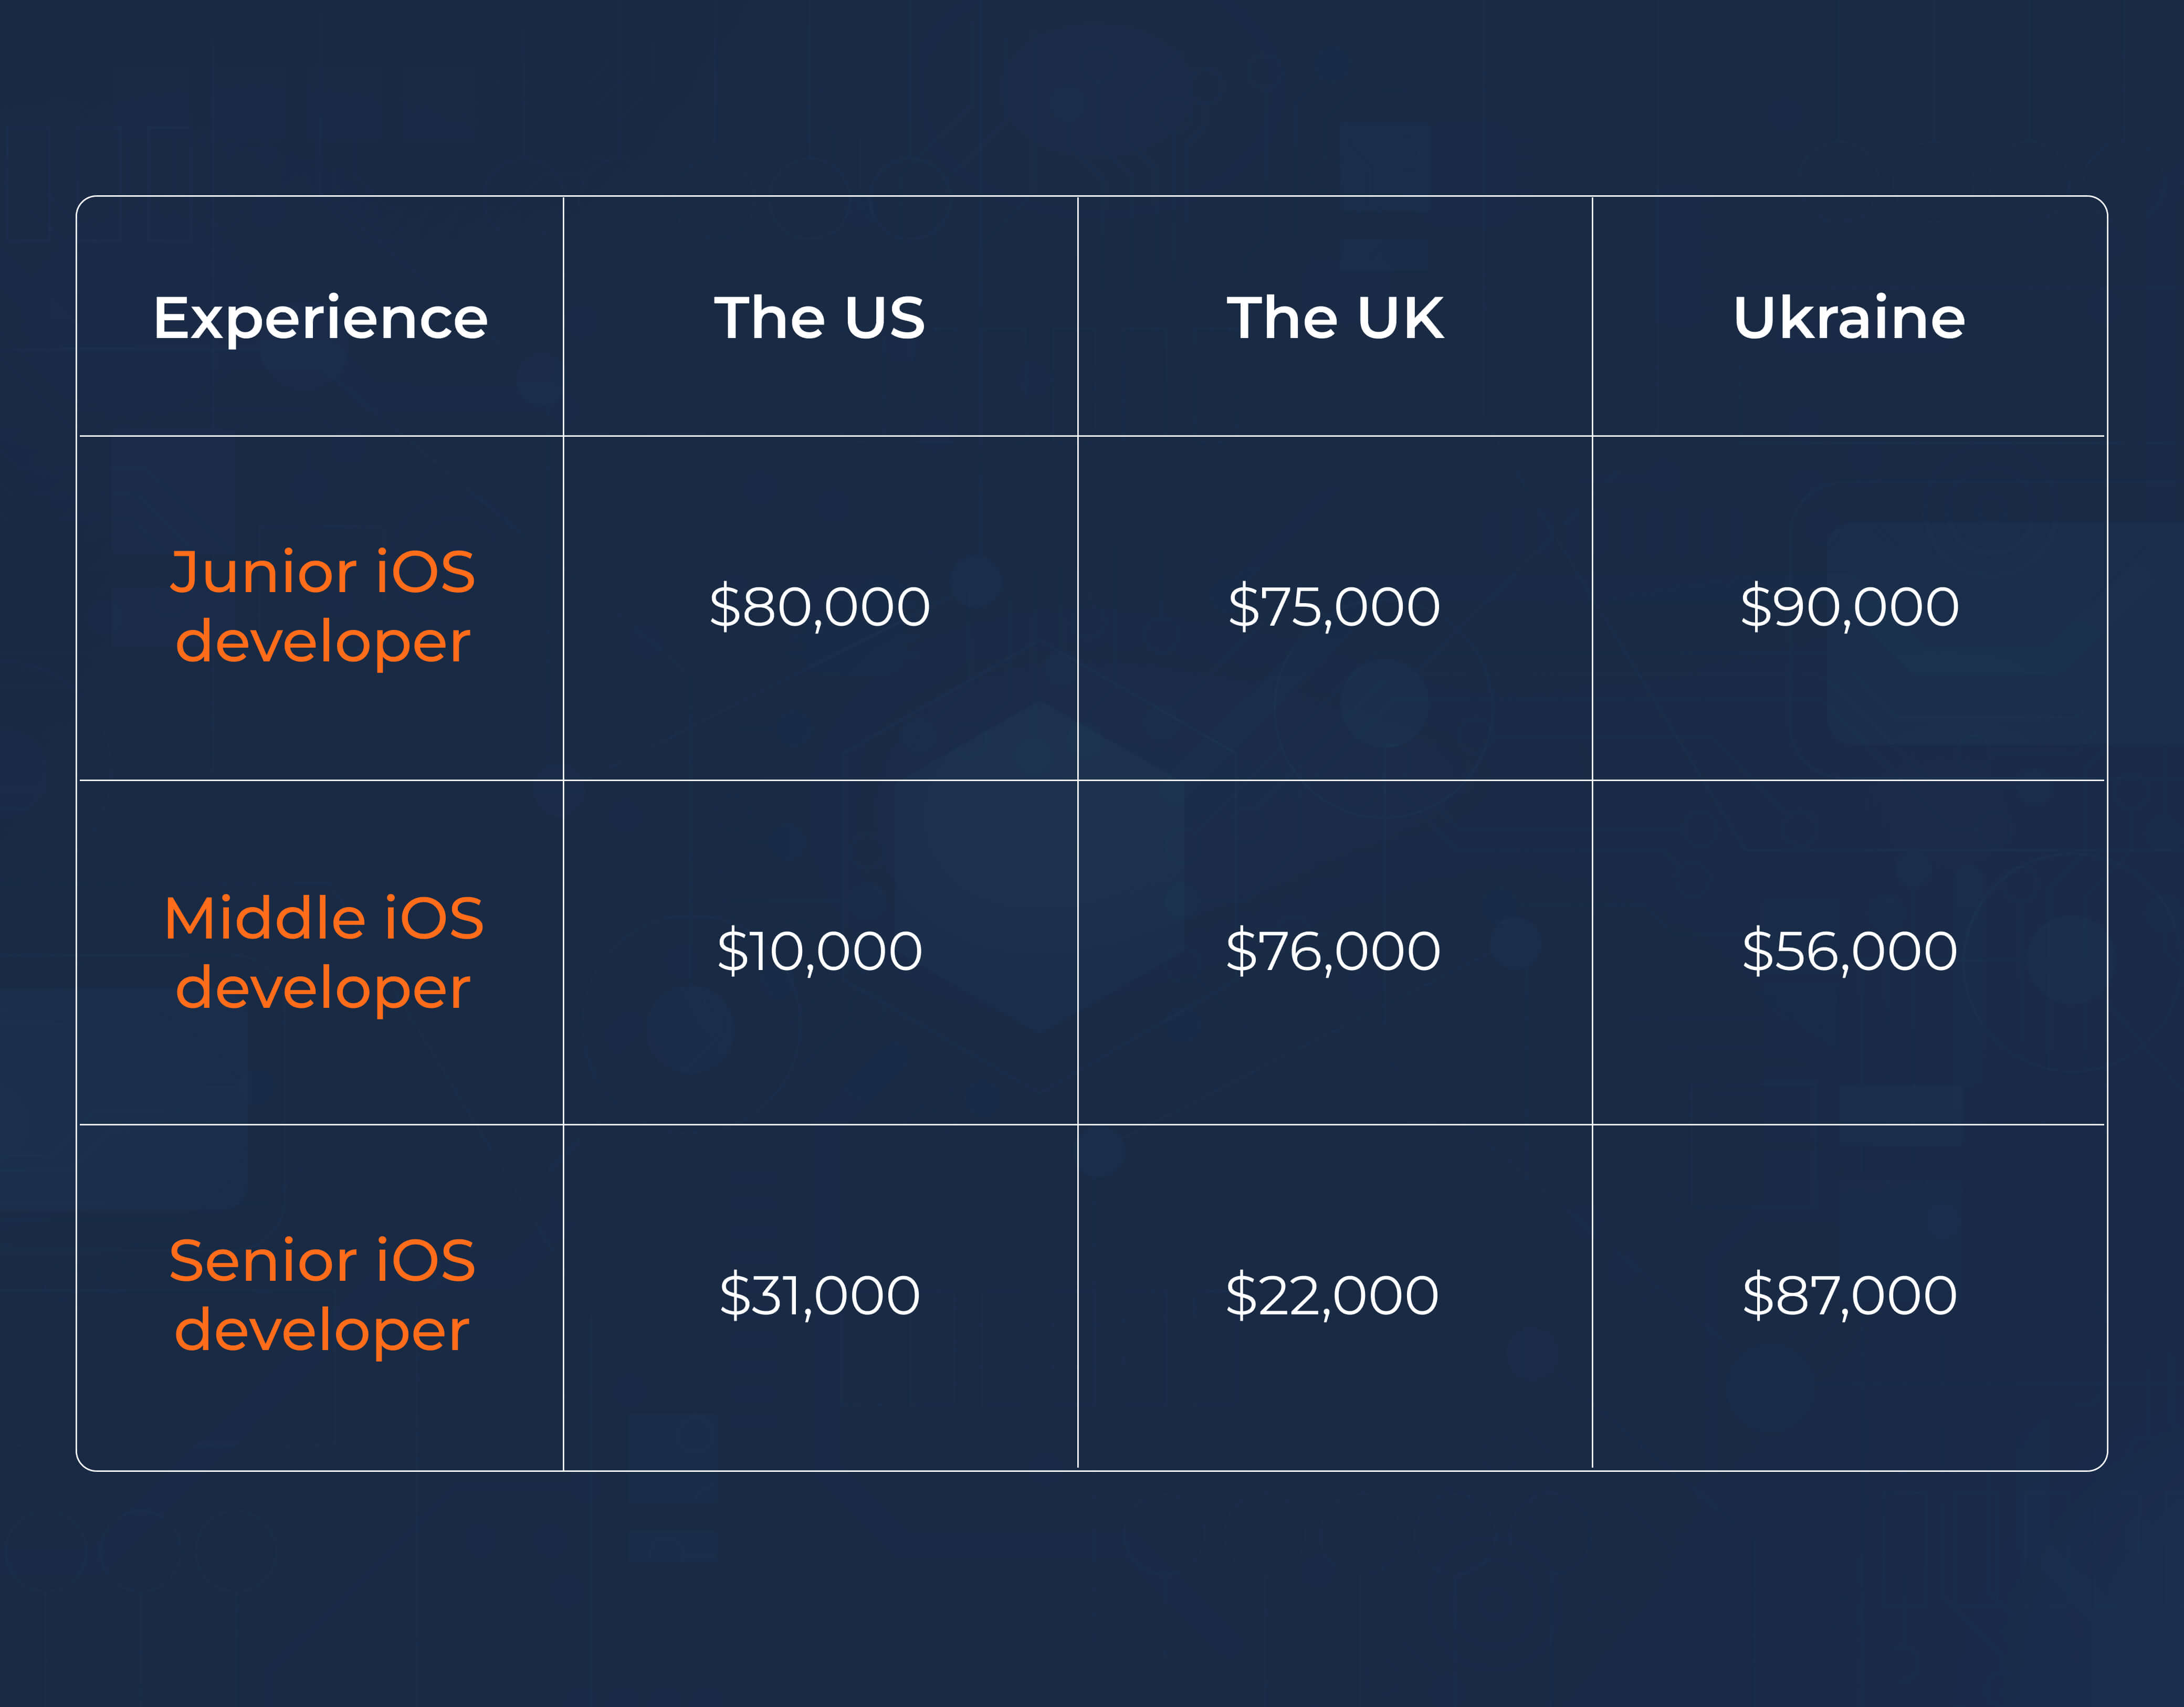 Experience The US The UK Ukraine
Junior iOS
developer
$80,000 $75,000 $90,000
Middle iOS
developer
$10,000 $76,000 $56,000
Senior iOS
developer
$31,000 $22,000 $87,000